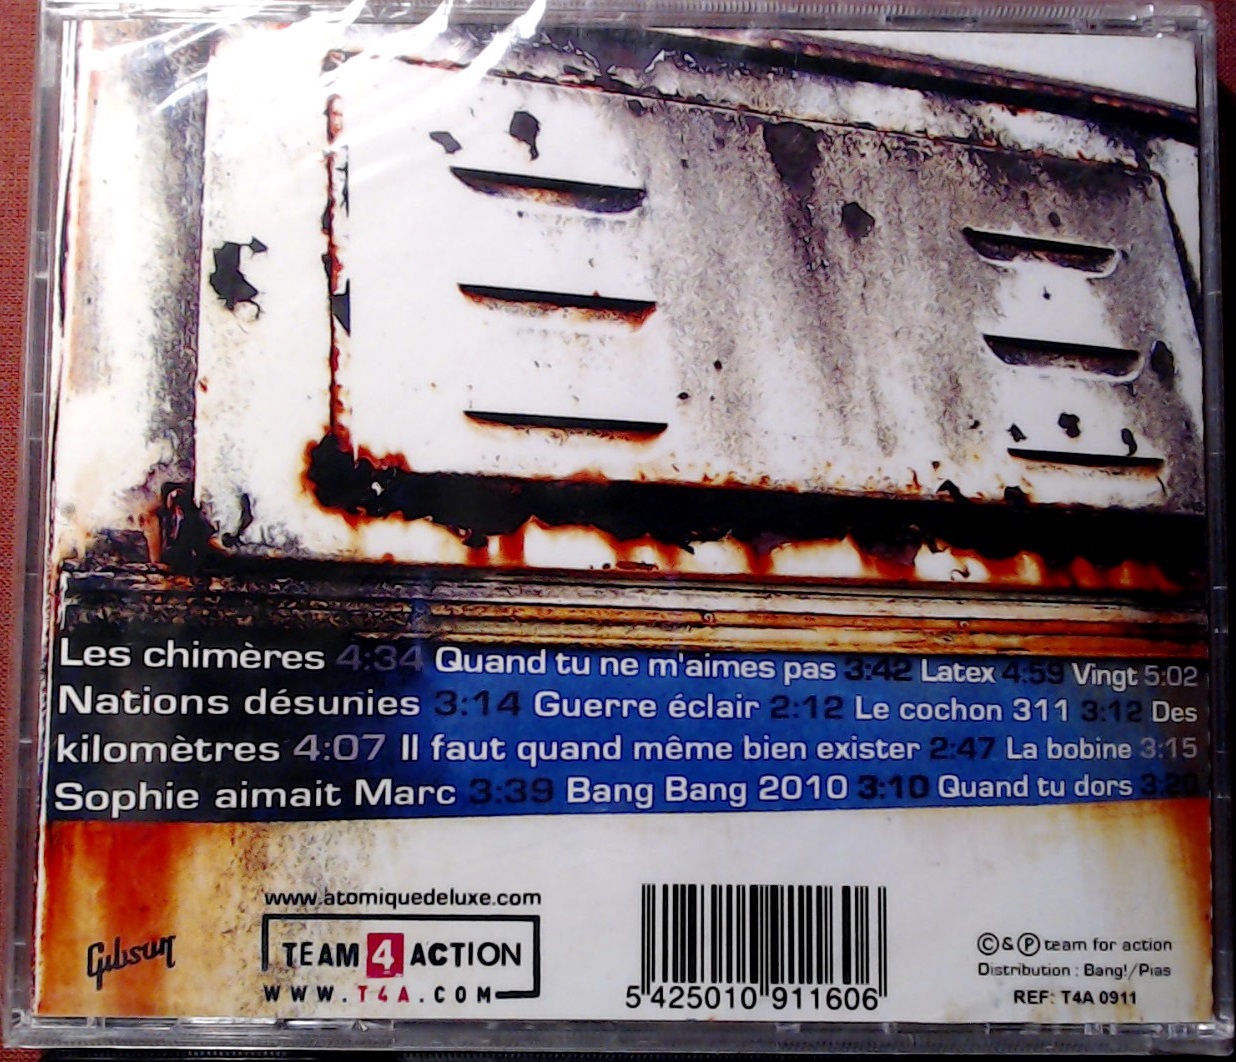 Les chimères 4:34 Quand tu ne m'aimes pas 3:42 Latex 4:59 Vingt 5:02
Nations désunies 3:14 Guerre éclair 2:12 Le cochon 311 3:12 Des
kilomètres 4:07 Il faut quand même bien exister 2:47 La bobine 3:15
Sophie aimait Marc 3:39 Bang Bang 2010 3:10 Quand tu dors 3:20
Gibson
www.atomiquedeluxe.com
TEAM 4 ACTION
WWW.T4A.COM
5 425010 911606
©&℗ team for action
Distribution : Bang!/Pias
REF: T4A 0911